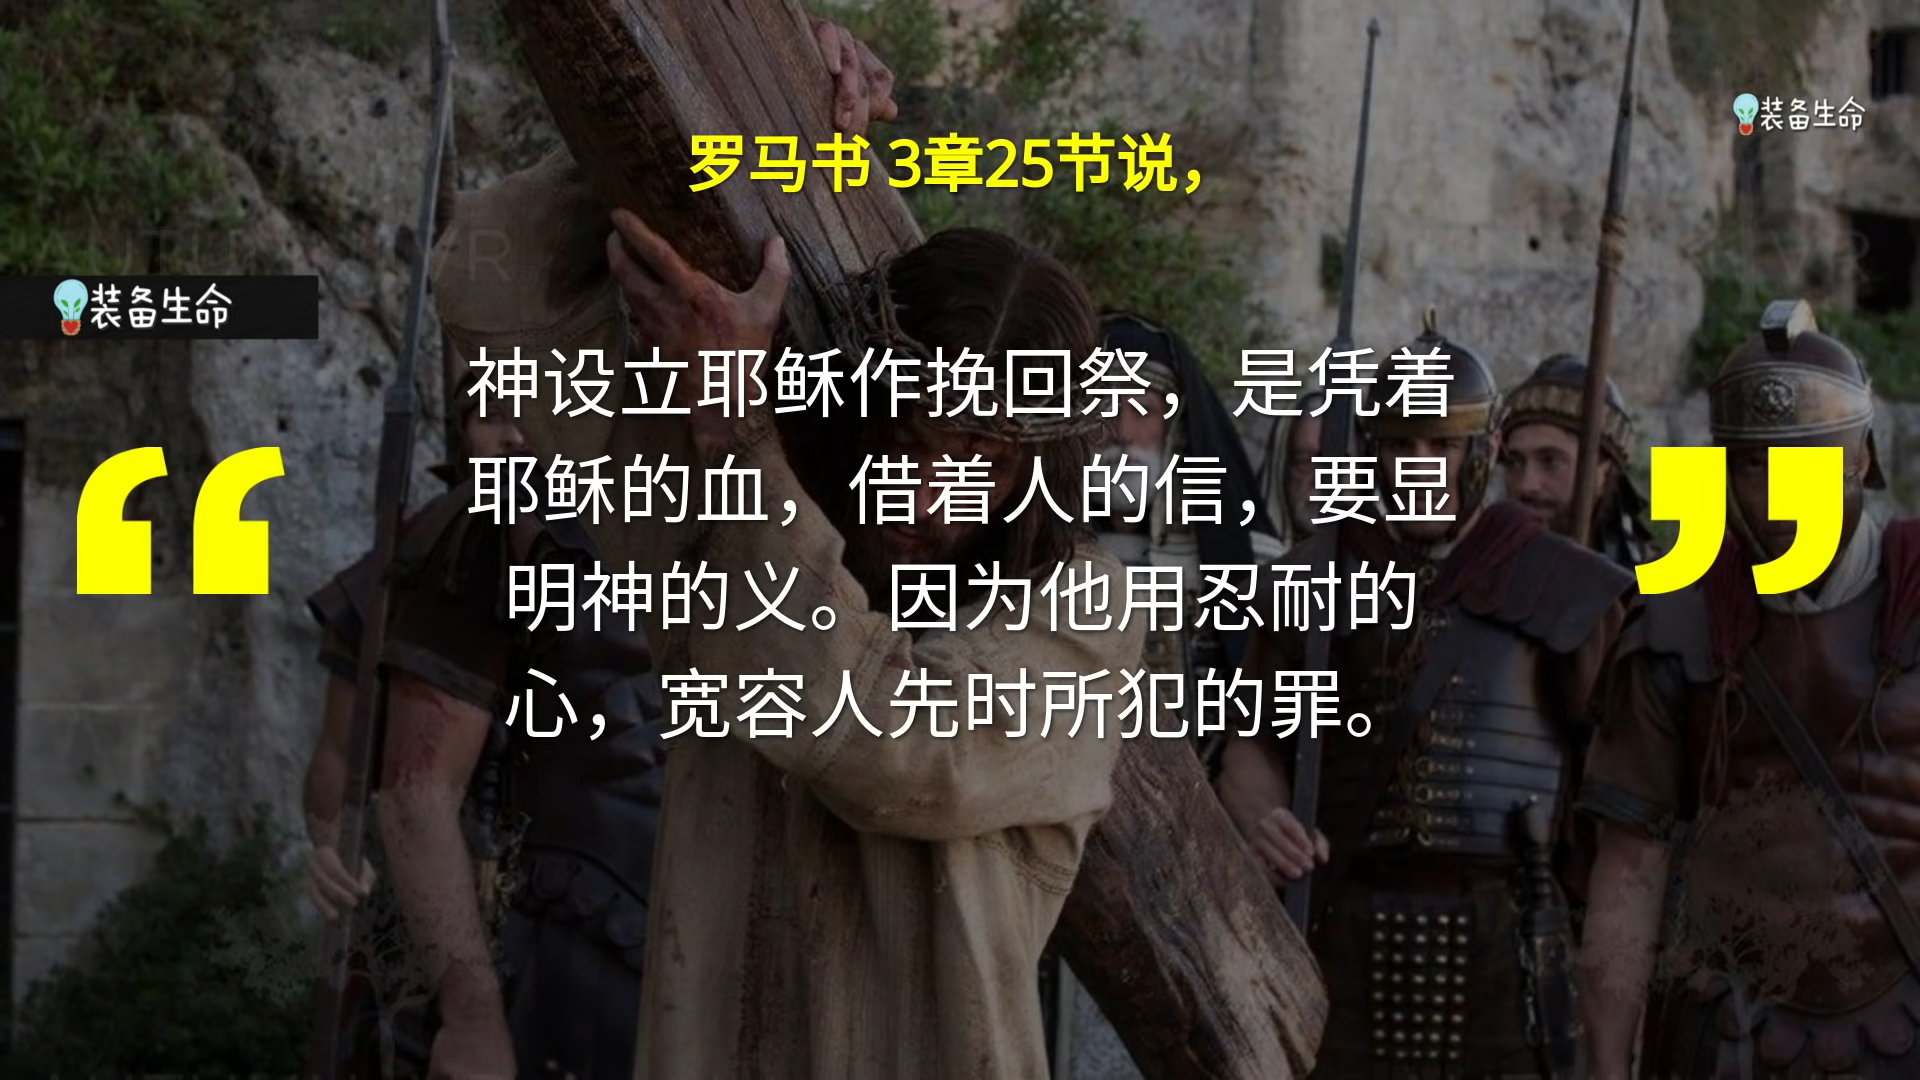 装备生命
罗马书 3章25节说，
装备生命
神设立耶稣作挽回祭，是凭着
耶稣的血，借着人的信，要显
明神的义。因为他用忍耐的
心，宽容人先时所犯的罪。